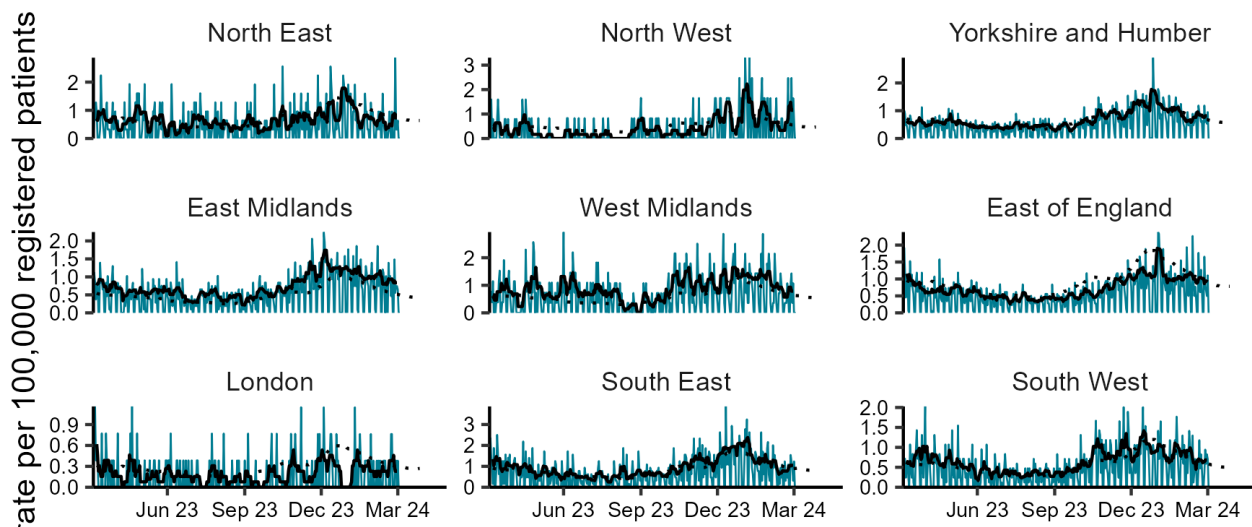 rate per 100,000 registered patients
North East
North West
Yorkshire and Humber
2
1
0
3
2
1
0
2
1
0
East Midlands
West Midlands
East of England
2.0
1.5
1.0
0.5
0.0
2
1
0
2.0
1.5
1.0
0.5
0.0
London
South East
South West
0.9
0.6
0.3
0.0
3
2
1
0
2.0
1.5
1.0
0.5
0.0
Jun 23 Sep 23 Dec 23 Mar 24
Jun 23 Sep 23 Dec 23 Mar 24
Jun 23 Sep 23 Dec 23 Mar 24